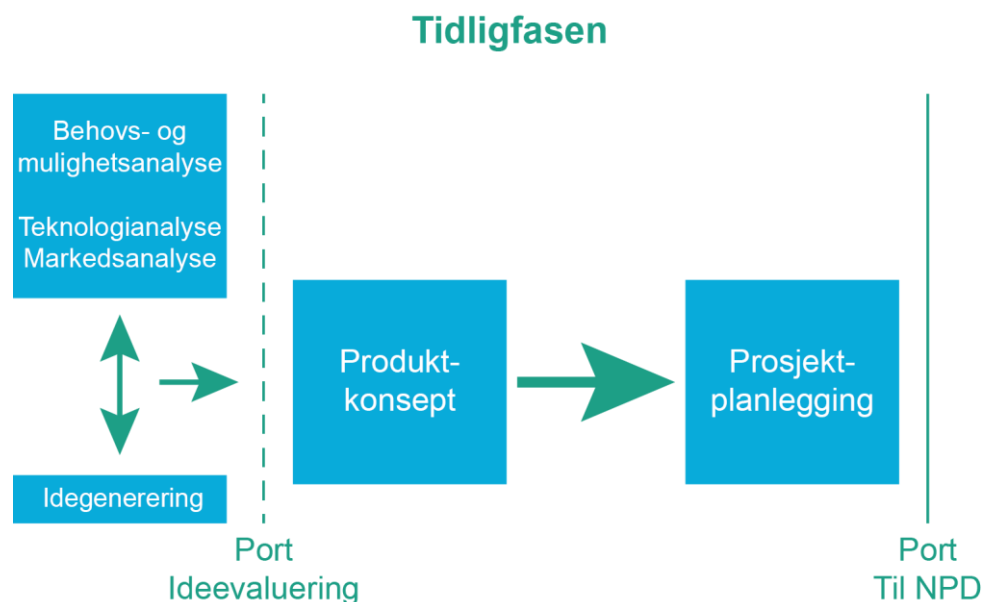 Tidligfasen
Behovs- og
mulighetsanalyse
Teknologianalyse
Markedsanalyse
Idegenerering
Port
Ideevaluering
Produkt-
konsept
Prosjekt-
planlegging
Port
Til NPD